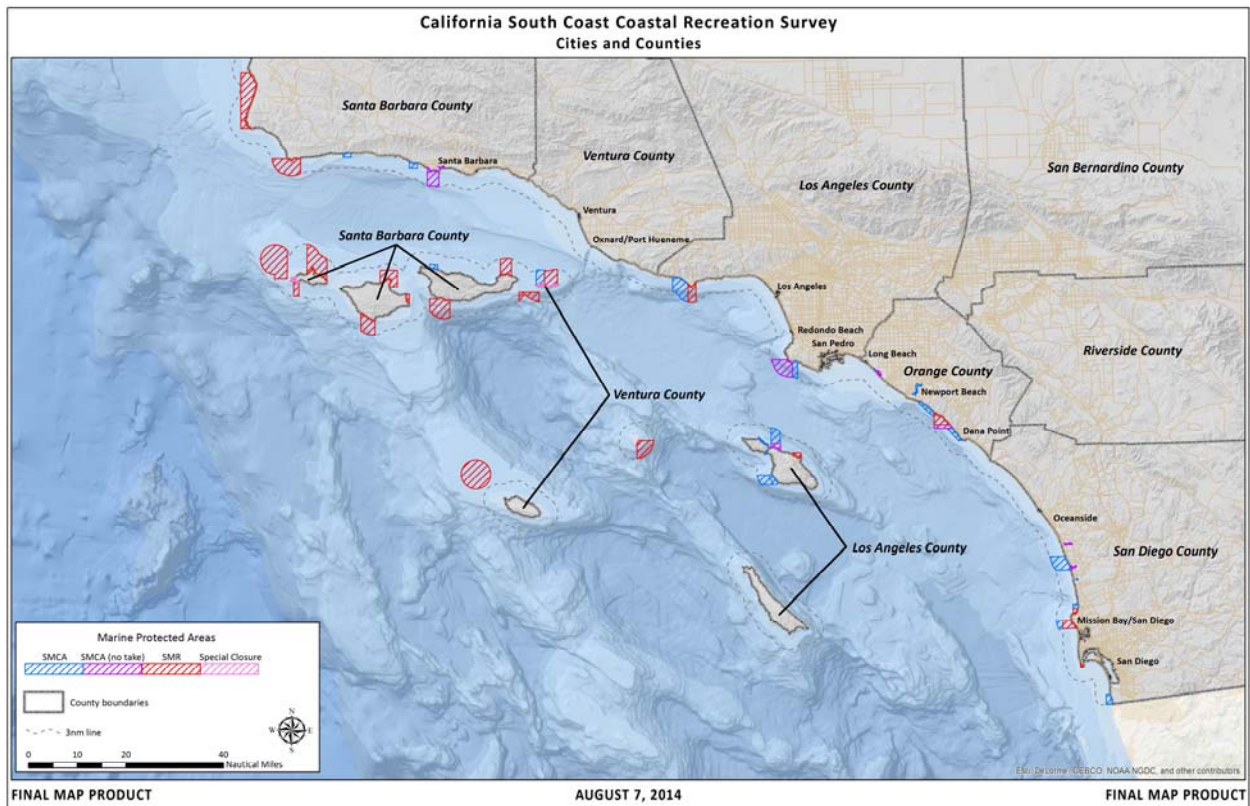 California South Coast Coastal Recreation Survey
Cities and Counties
Santa Barbara County
Ventura County
Los Angeles County
San Bernardino County
Santa Barbara
Ventura
Oxnard/Port Hueneme
Santa Barbara County
Los Angeles
Redondo Beach
San Pedro
Long Beach
Orange County
Riverside County
Newport Beach
Dana Point
Ventura County
Oceanside
Los Angeles County
San Diego County
Mission Bay/San Diego
San Diego
Marine Protected Areas
SMCA SMCA (no take) SMR Special Closure
County boundaries
3nm line
N
W E
S
0 10 20 40
Nautical Miles
Esri, DeLorme, GEBCO, NOAA NGDC, and other contributors
FINAL MAP PRODUCT AUGUST 7, 2014 FINAL MAP PRODUCT